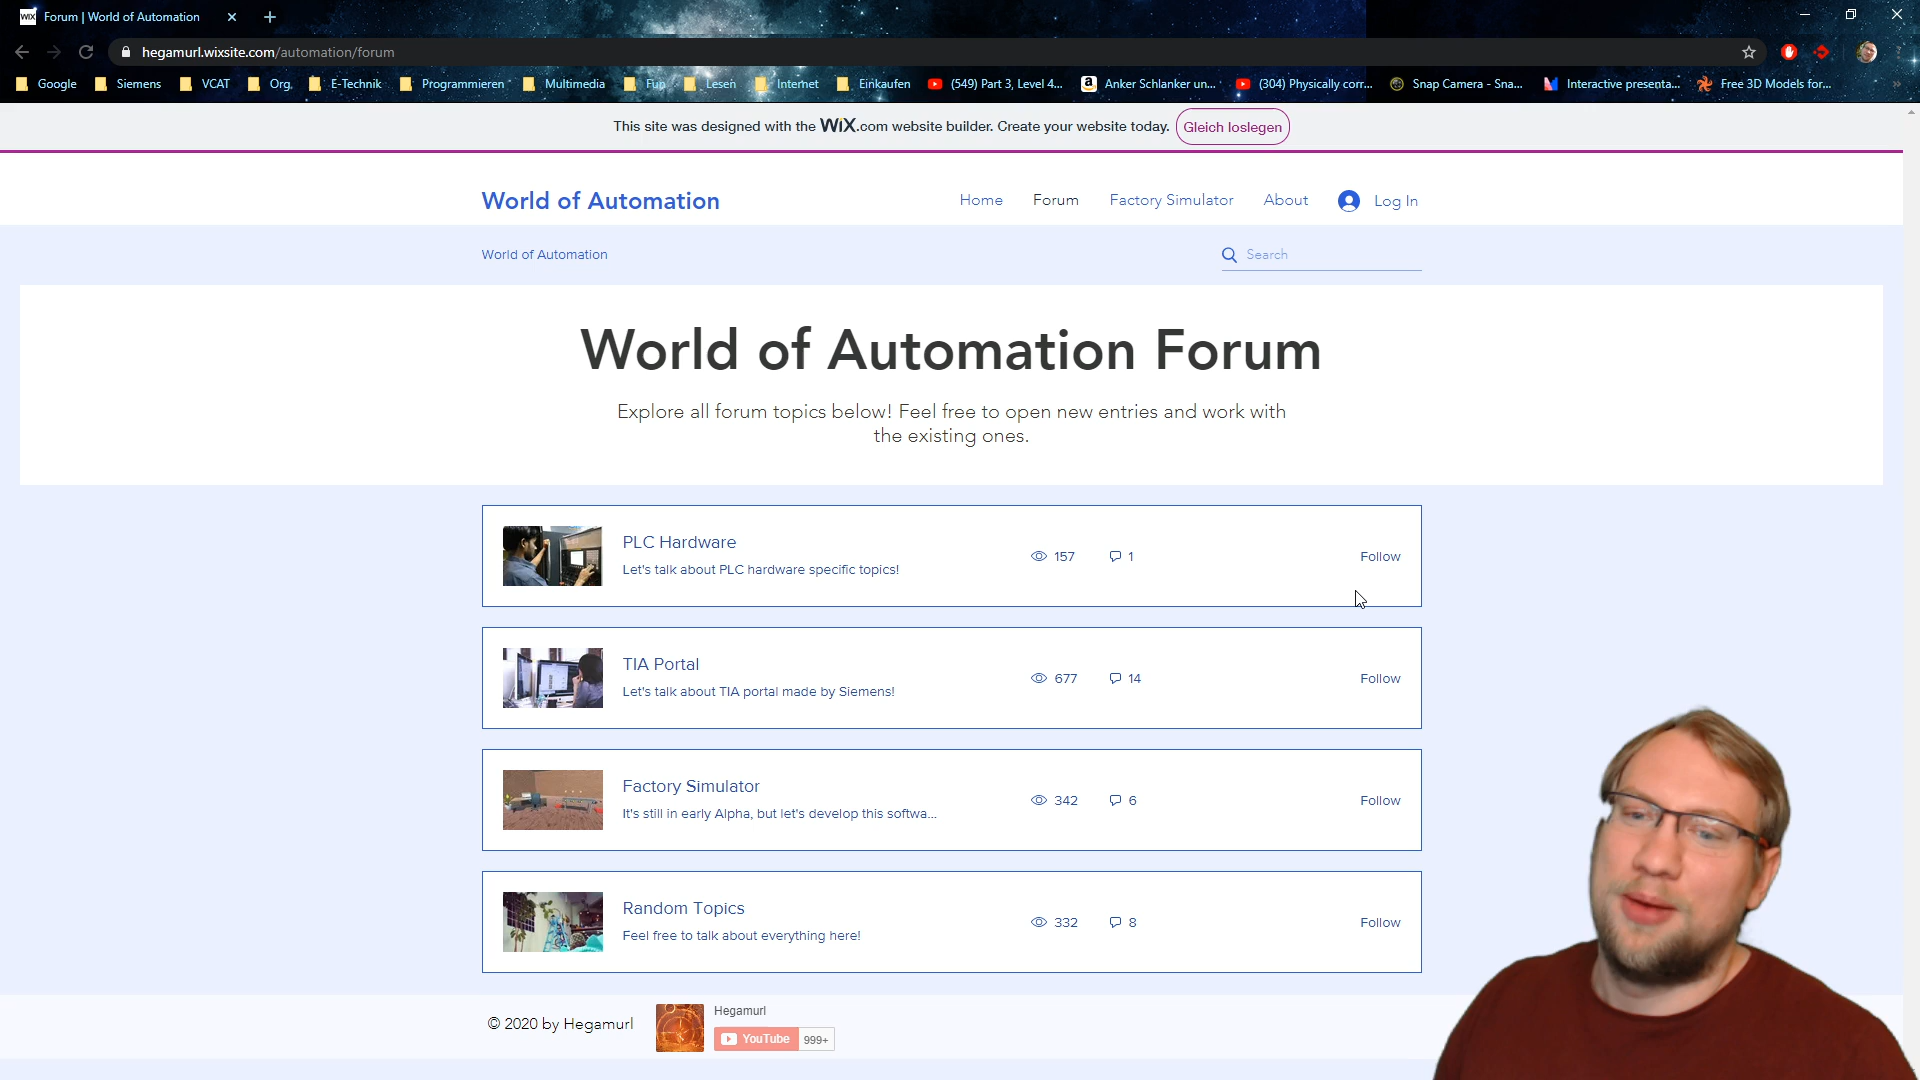 WiX Forum | World of Automation
hegamurl.wixsite.com/automation/forum
Google Siemens VCAT Org. E-Technik Programmieren Multimedia Fun Lesen Internet Einkaufen (549) Part 3, Level 4... Anker Schlanker un... (304) Physically corr... Snap Camera - Sna... Interactive presenta... Free 3D Models for...
This site was designed with the WiX.com website builder. Create your website today. Gleich loslegen
World of Automation Home Forum Factory Simulator About Log In
World of Automation Search
World of Automation Forum
Explore all forum topics below! Feel free to open new entries and work with
the existing ones.
PLC Hardware
Let's talk about PLC hardware specific topics!
157 1 Follow
TIA Portal
Let's talk about TIA portal made by Siemens!
677 14 Follow
Factory Simulator
It's still in early Alpha, but let's develop this softwa...
342 6 Follow
Random Topics
Feel free to talk about everything here!
332 8 Follow
© 2020 by Hegamurl
Hegamurl
YouTube 999+